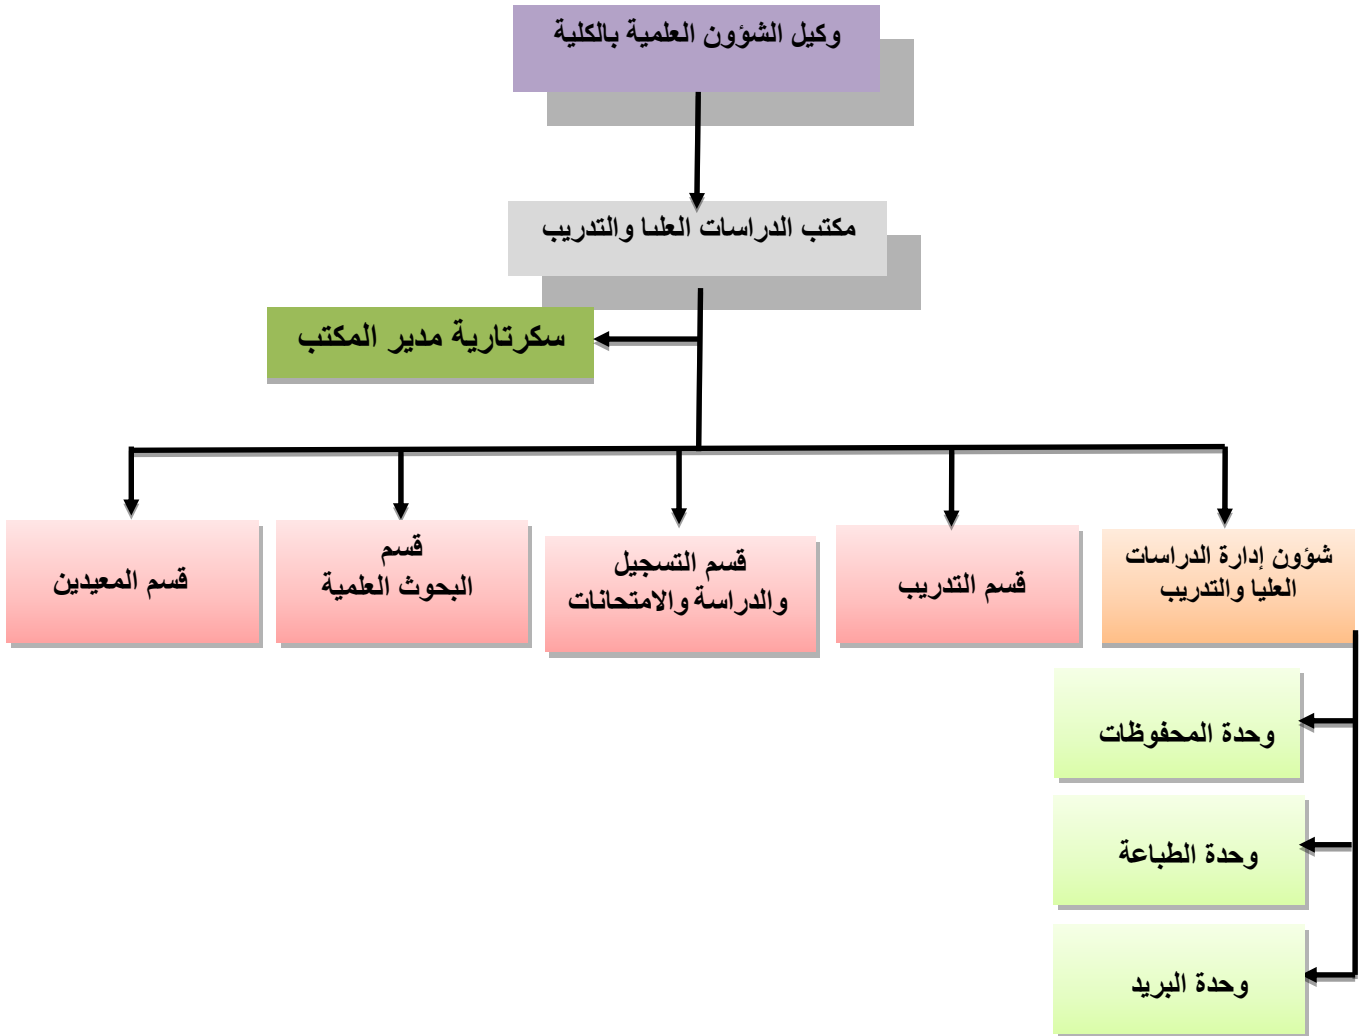 وكيل الشؤون العلمية بالكلية
مكتب الدراسات العليا والتدريب
سكرتارية مدير المكتب
شؤون إدارة الدراسات
العليا والتدريب
قسم التدريب
قسم التسجيل
والدراسة والامتحانات
قسم
البحوث العلمية
قسم المعيدين
وحدة المحفوظات
وحدة الطباعة
وحدة البريد